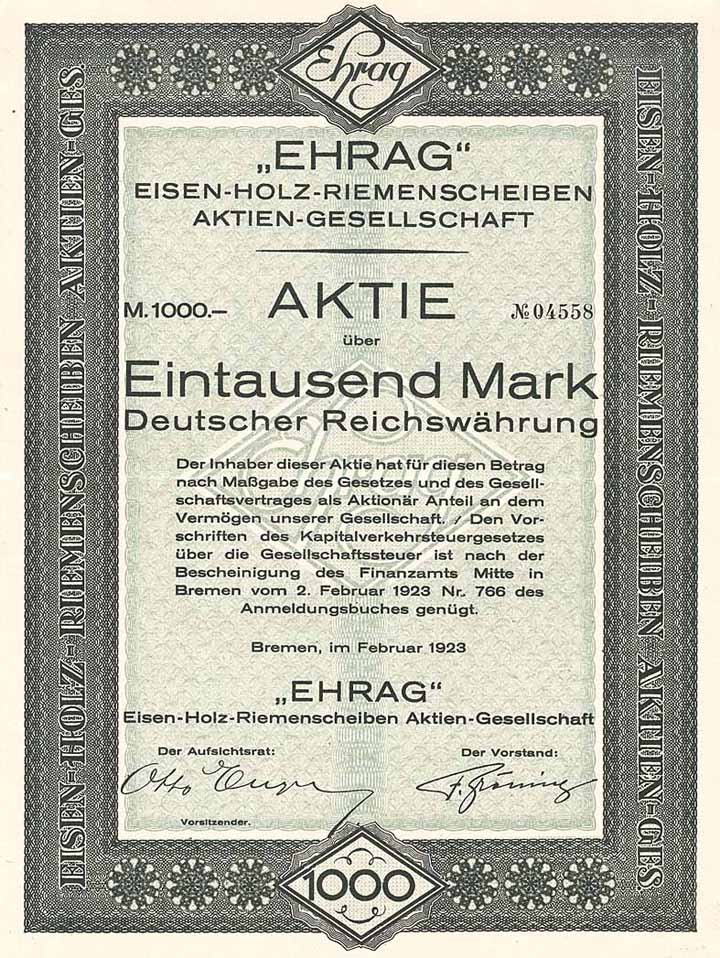 Ehrag
EISEN-HOLZ-RIEMENSCHEIBEN AKTIEN-GES.
EISEN-HOLZ-RIEMENSCHEIBEN AKTIEN-GES.
„EHRAG“
EISEN-HOLZ-RIEMENSCHEIBEN
AKTIEN-GESELLSCHAFT
M. 1000.– AKTIE № 04558
über
Eintausend Mark
Deutscher Reichswährung
Ehrag
Der Inhaber dieser Aktie hat für diesen Betrag
nach Maßgabe des Gesetzes und des Gesell-
schaftsvertrages als Aktionär Anteil an dem
Vermögen unserer Gesellschaft. / Den Vor-
schriften des Kapitalverkehrsteuergesetzes
über die Gesellschaftssteuer ist nach der
Bescheinigung des Finanzamts Mitte in
Bremen vom 2. Februar 1923 Nr. 766 des
Anmeldungsbuches genügt.
Bremen, im Februar 1923
„EHRAG“
Eisen-Holz-Riemenscheiben Aktien-Gesellschaft
Der Aufsichtsrat: Der Vorstand:
Otto
Vorsitzender.
1000